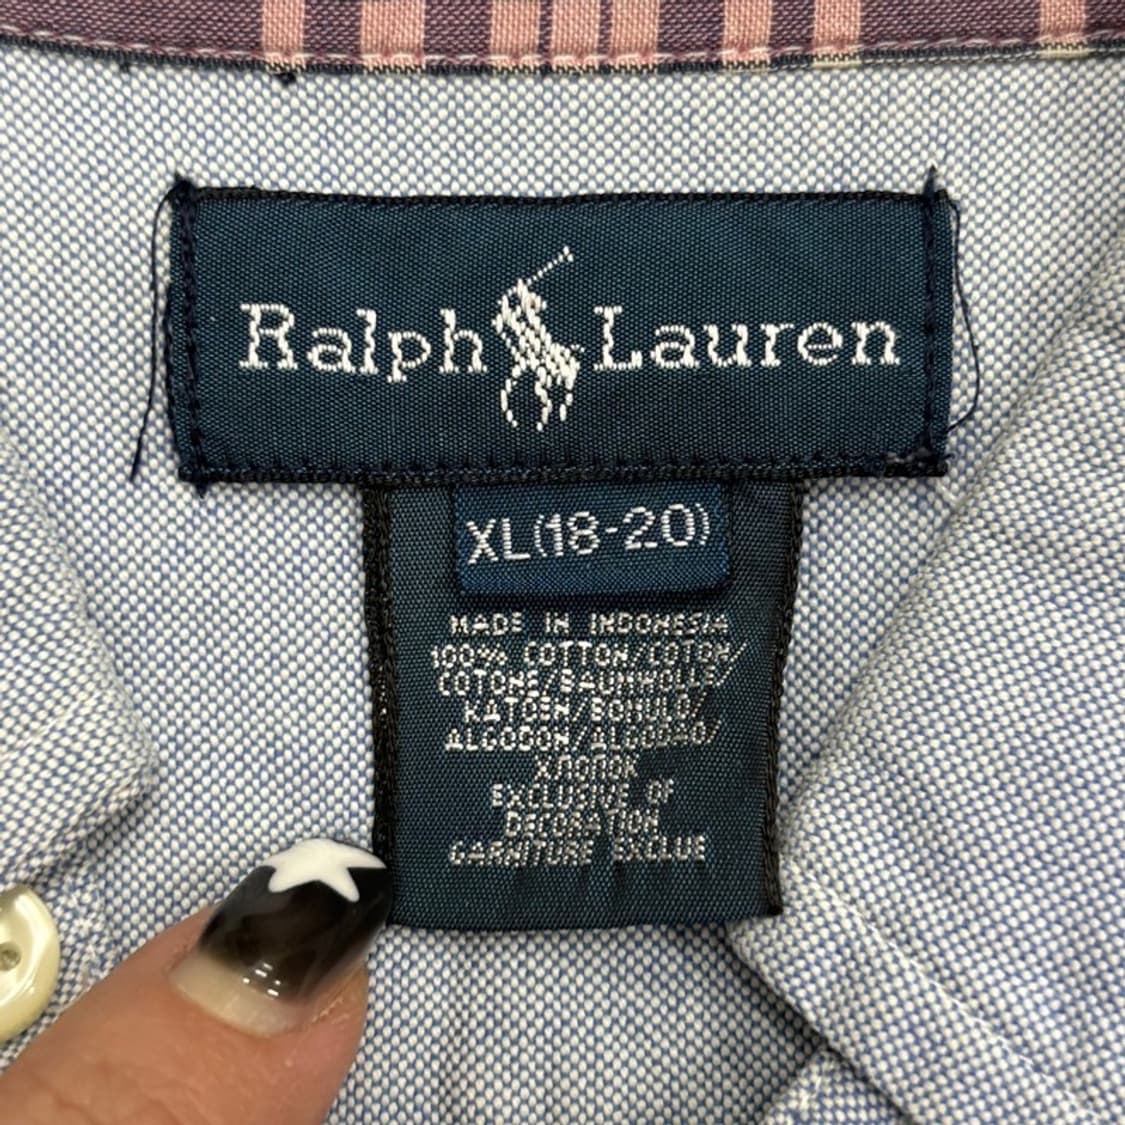 Ralph Lauren
XL(18-20)
MADE IN INDONESIA
100% COTTON/COTON/
COTONE/BAUMWOLLE/
KATOEN/BOMULD/
ALGODON/ALGODAO/
ХЛОПОК
EXCLUSIVE OF
DECORATION
GARNITURE EXCLUE